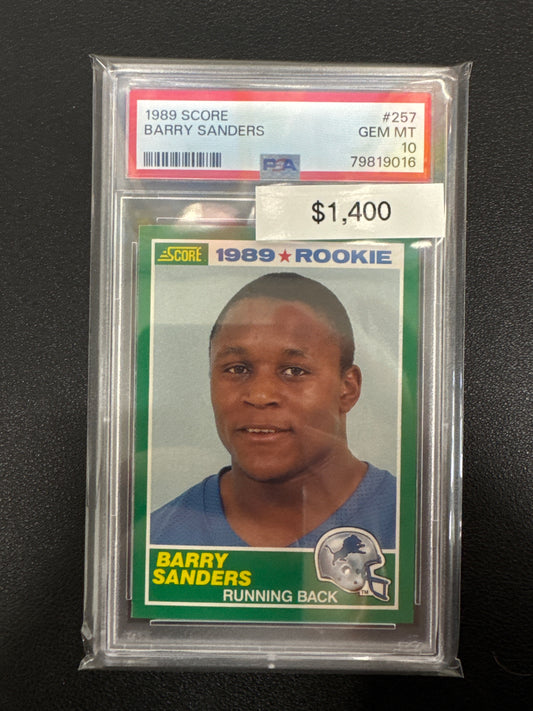 1989 SCORE
BARRY SANDERS
#257
GEM MT
10
79819016
PSA
$1,400
SCORE 1989 ★ ROOKIE
BARRY
SANDERS
RUNNING BACK
TM